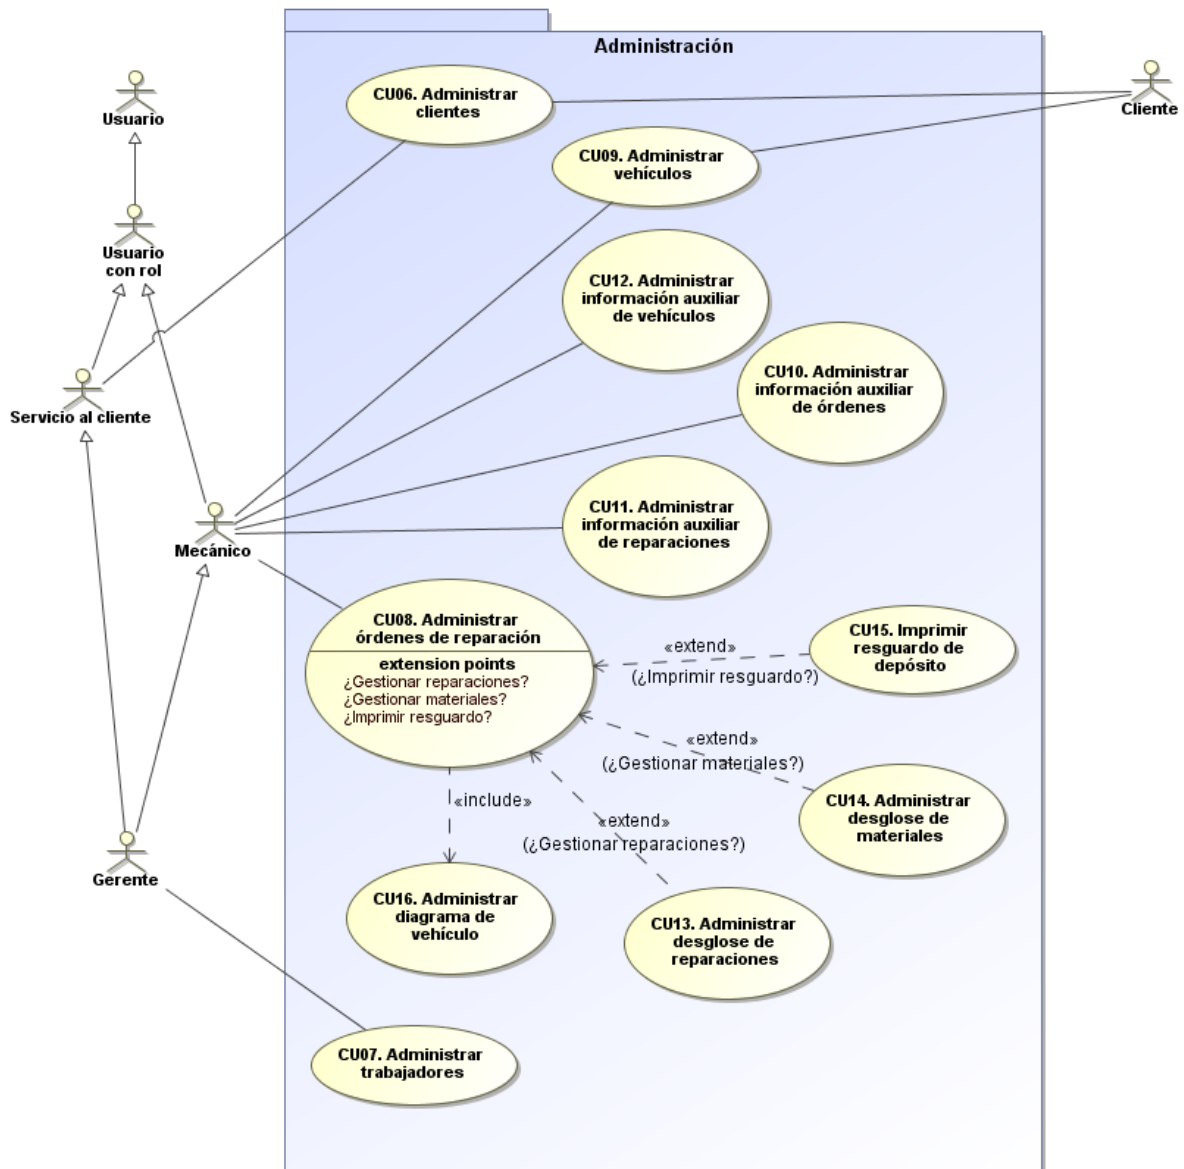 Administración
Usuario
CU06. Administrar
clientes
Cliente
CU09. Administrar
vehículos
Usuario
con rol
CU12. Administrar
información auxiliar
de vehículos
CU10. Administrar
información auxiliar
de órdenes
Servicio al cliente
CU11. Administrar
información auxiliar
de reparaciones
Mecánico
CU08. Administrar
órdenes de reparación
extension points
¿Gestionar reparaciones?
¿Gestionar materiales?
¿Imprimir resguardo?
«extend»
(¿Imprimir resguardo?)
CU15. Imprimir
resguardo de
depósito
«extend»
(¿Gestionar materiales?)
CU14. Administrar
desglose de
materiales
«include»
«extend»
(¿Gestionar reparaciones?)
Gerente
CU16. Administrar
diagrama de
vehículo
CU13. Administrar
desglose de
reparaciones
CU07. Administrar
trabajadores